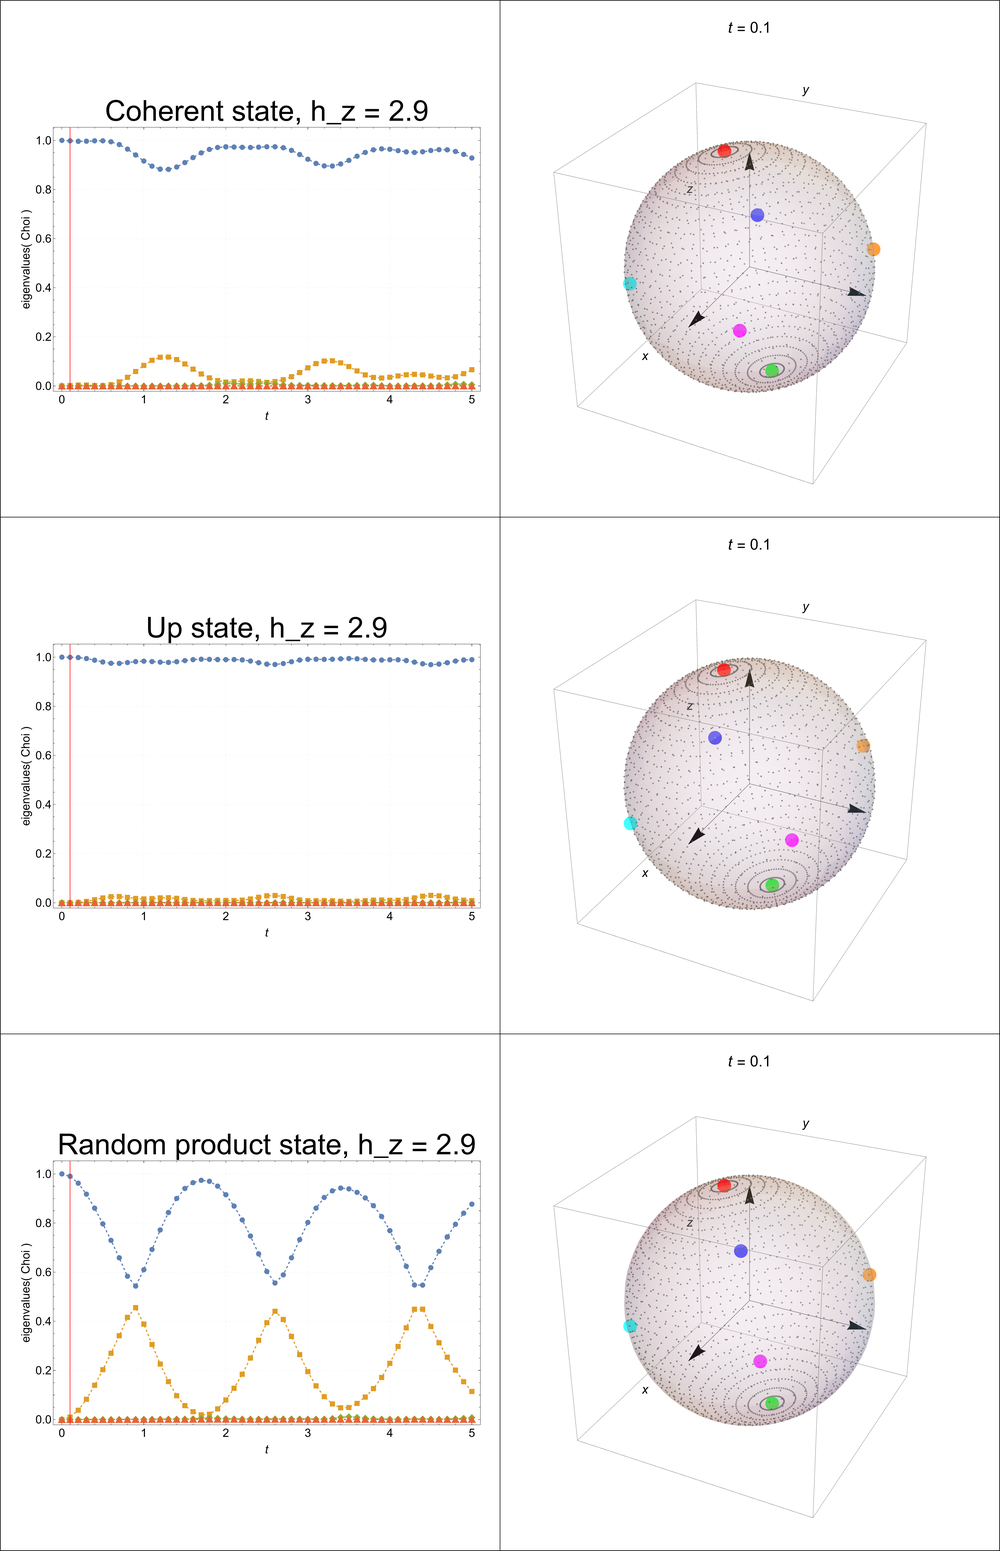 t = 0.1
y
Coherent state, h_z = 2.9
1.0
0.8
0.6
0.4
0.2
0.0
eigenvalues( Choi )
0 1 2 3 4 5
t
z
x
t = 0.1
y
Up state, h_z = 2.9
1.0
0.8
0.6
0.4
0.2
0.0
eigenvalues( Choi )
0 1 2 3 4 5
t
z
x
t = 0.1
y
Random product state, h_z = 2.9
1.0
0.8
0.6
0.4
0.2
0.0
eigenvalues( Choi )
0 1 2 3 4 5
t
z
x